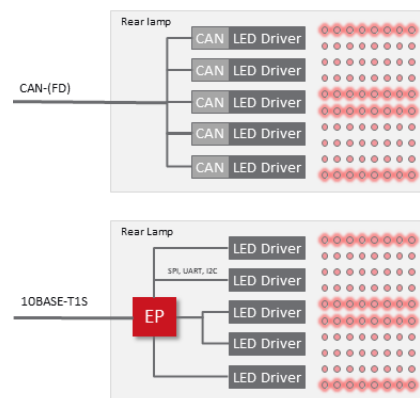 Rear lamp
CAN LED Driver
CAN LED Driver
CAN-(FD)
CAN LED Driver
CAN LED Driver
CAN LED Driver
Rear Lamp
LED Driver
SPI, UART, I2C
LED Driver
10BASE-T1S
EP
LED Driver
LED Driver
LED Driver